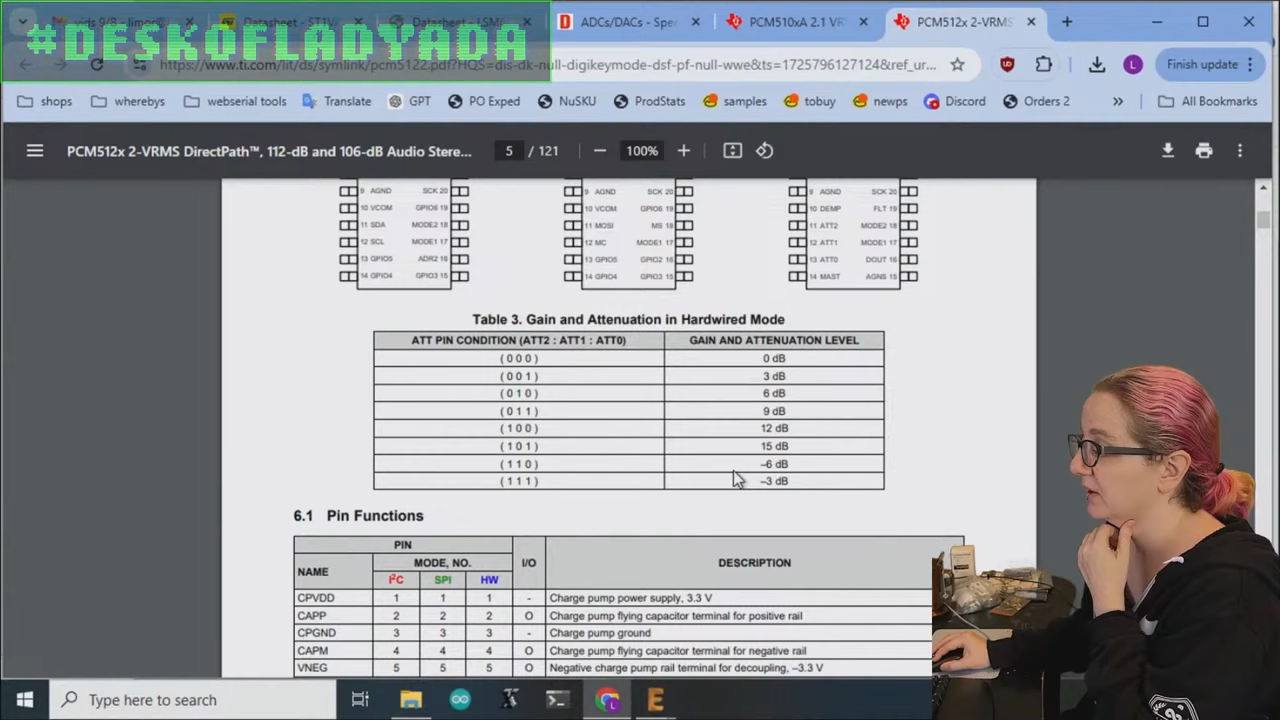 #DESKOFLADYADA
vids 9/8 - limor@
Datasheet - ST1V
Datasheet - LSM
ADCs/DACs - Spec
PCM510xA 2.1 VR
PCM512x 2-VRMS
https://www.ti.com/lit/ds/symlink/pcm5122.pdf?HQS=dis-dk-null-digikeymode-dsf-pf-null-wwe&ts=1725796127124&ref_ur...
L
Finish update
shops
wherebys
webserial tools
Translate
GPT
PO Exped
NuSKU
ProdStats
samples
tobuy
newps
Discord
Orders 2
»
All Bookmarks
PCM512x 2-VRMS DirectPath™, 112-dB and 106-dB Audio Stere...
5 / 121
100%
9 AGND SCK 20
10 VCOM GPIO6 19
11 SDA MODE2 18
12 SCL MODE1 17
13 GPIO5 ADR2 16
14 GPIO4 GPIO3 15
9 AGND SCK 20
10 VCOM GPIO6 19
11 MOSI MS 18
12 MC MODE1 17
13 GPIO5 GPIO2 16
14 GPIO4 GPIO3 15
9 AGND SCK 20
10 DEMP FLT 19
11 ATT2 MODE2 18
12 ATT1 MODE1 17
13 ATT0 DOUT 16
14 MAST AGNS 15
Table 3. Gain and Attenuation in Hardwired Mode
ATT PIN CONDITION (ATT2 : ATT1 : ATT0) GAIN AND ATTENUATION LEVEL
( 0 0 0 ) 0 dB
( 0 0 1 ) 3 dB
( 0 1 0 ) 6 dB
( 0 1 1 ) 9 dB
( 1 0 0 ) 12 dB
( 1 0 1 ) 15 dB
( 1 1 0 ) –6 dB
( 1 1 1 ) –3 dB
6.1 Pin Functions
PIN
NAME
MODE, NO.
I²C SPI HW
I/O
DESCRIPTION
CPVDD 1 1 1 - Charge pump power supply, 3.3 V
CAPP 2 2 2 O Charge pump flying capacitor terminal for positive rail
CPGND 3 3 3 - Charge pump ground
CAPM 4 4 4 O Charge pump flying capacitor terminal for negative rail
VNEG 5 5 5 O Negative charge pump rail terminal for decoupling, –3.3 V
Type here to search